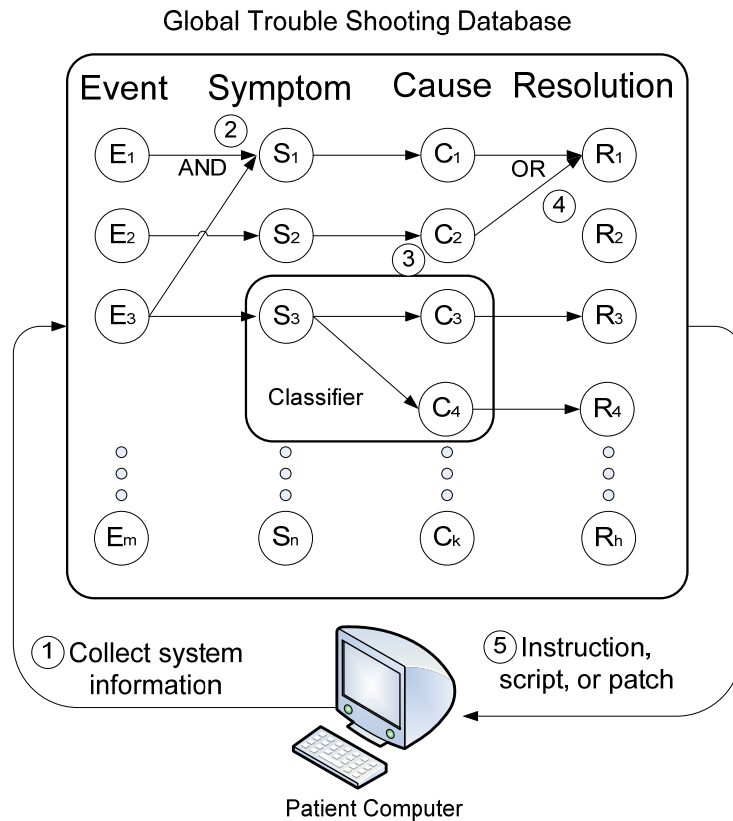 Global Trouble Shooting Database
Event Symptom Cause Resolution
2
E1 AND S1 C1 OR R1
4
E2 S2 C2 R2
3
E3 S3 C3 R3
Classifier C4 R4
Em Sn Ck Rh
1 Collect system
information
5 Instruction,
script, or patch
Patient Computer